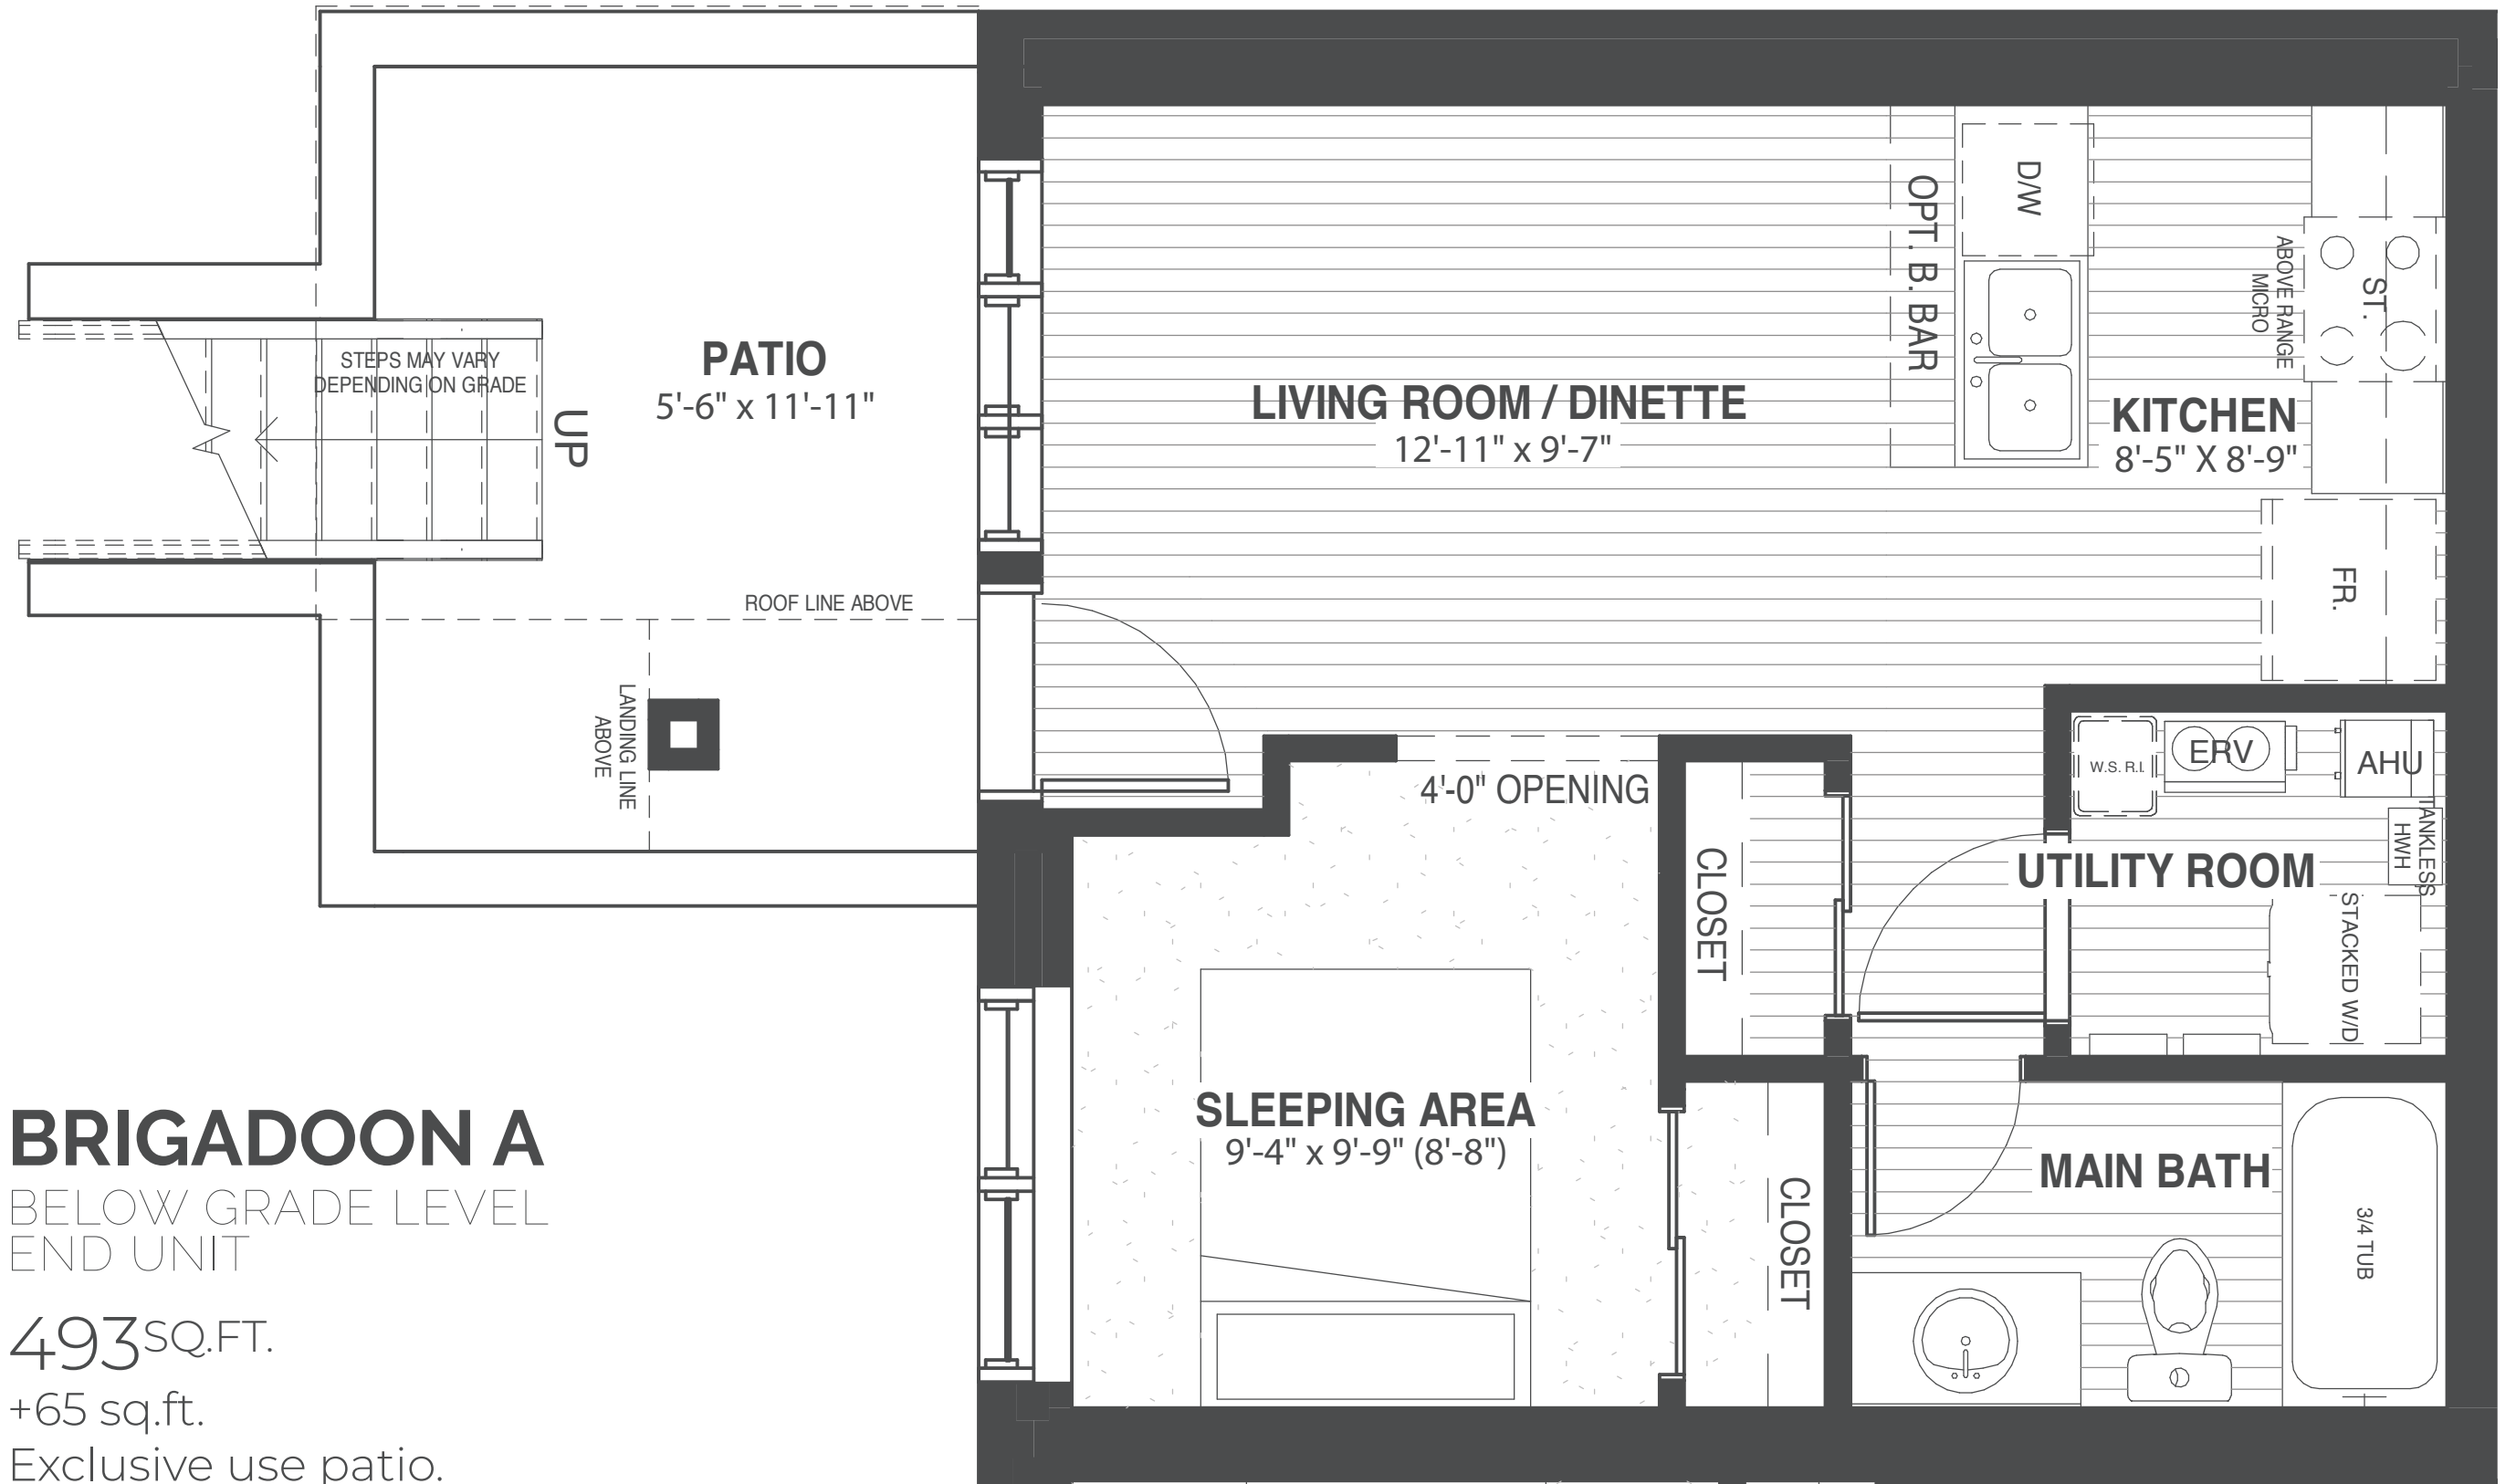 STEPS MAY VARY
DEPENDING ON GRADE
UP
PATIO
5'-6" x 11'-11"
ROOF LINE ABOVE
LANDING LINE
ABOVE
LIVING ROOM / DINETTE
12'-11" x 9'-7"
OPT. B. BAR
D/W
ABOVE RANGE
MICRO
ST.
KITCHEN
8'-5" X 8'-9"
FR.
4'-0" OPENING
CLOSET
W.S. R.I.
ERV
AHU
TANKLESS
HWH
UTILITY ROOM
STACKED W/D
SLEEPING AREA
9'-4" x 9'-9" (8'-8")
CLOSET
MAIN BATH
3/4 TUB
BRIGADOON A
BELOW GRADE LEVEL
END UNIT
493 SQ.FT.
+65 sq.ft.
Exclusive use patio.